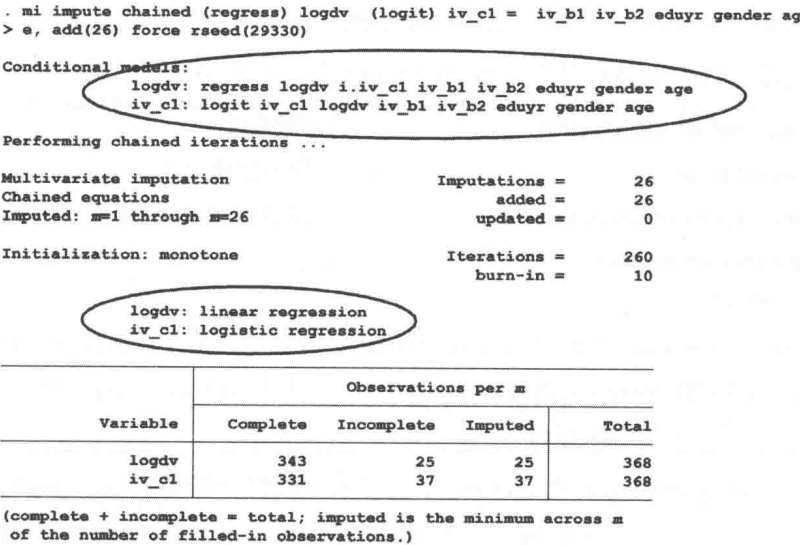 . mi impute chained (regress) logdv (logit) iv_c1 = iv_b1 iv_b2 eduyr gender ag
> e, add(26) force rseed(29330)
Conditional models:
logdv: regress logdv i.iv_c1 iv_b1 iv_b2 eduyr gender age
iv_c1: logit iv_c1 logdv iv_b1 iv_b2 eduyr gender age
Performing chained iterations ...
Multivariate imputation Imputations = 26
Chained equations added = 26
Imputed: m=1 through m=26 updated = 0
Initialization: monotone Iterations = 260
burn-in = 10
logdv: linear regression
iv_c1: logistic regression
Observations per m
Variable Complete Incomplete Imputed Total
logdv 343 25 25 368
iv_c1 331 37 37 368
(complete + incomplete = total; imputed is the minimum across m
of the number of filled-in observations.)